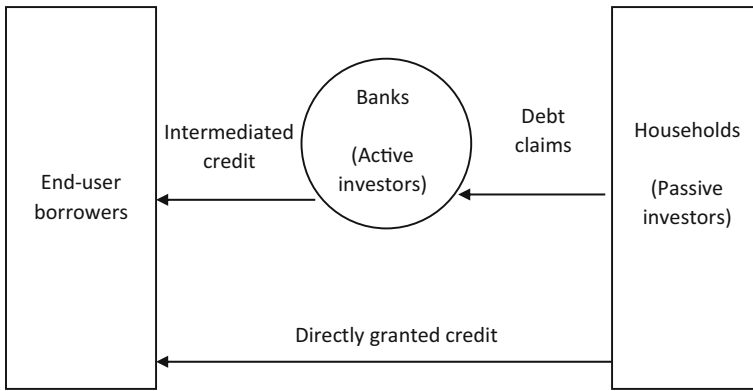 End-user
borrowers
Intermediated
credit
Banks
(Active
investors)
Debt
claims
Households
(Passive
investors)
Directly granted credit